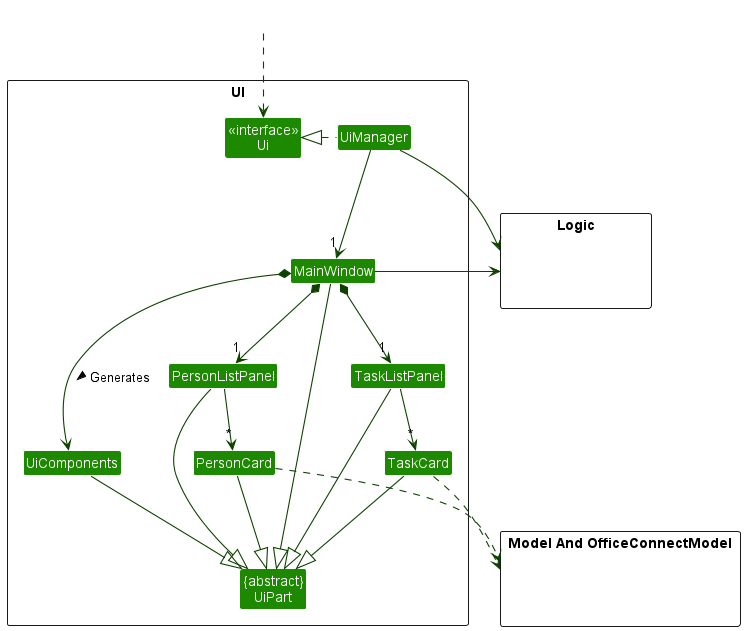 UI
«interface»
Ui
UiManager
Logic
1
MainWindow
1
1
Generates
PersonListPanel
TaskListPanel
*
*
UiComponents
PersonCard
TaskCard
Model And OfficeConnectModel
{abstract}
UiPart